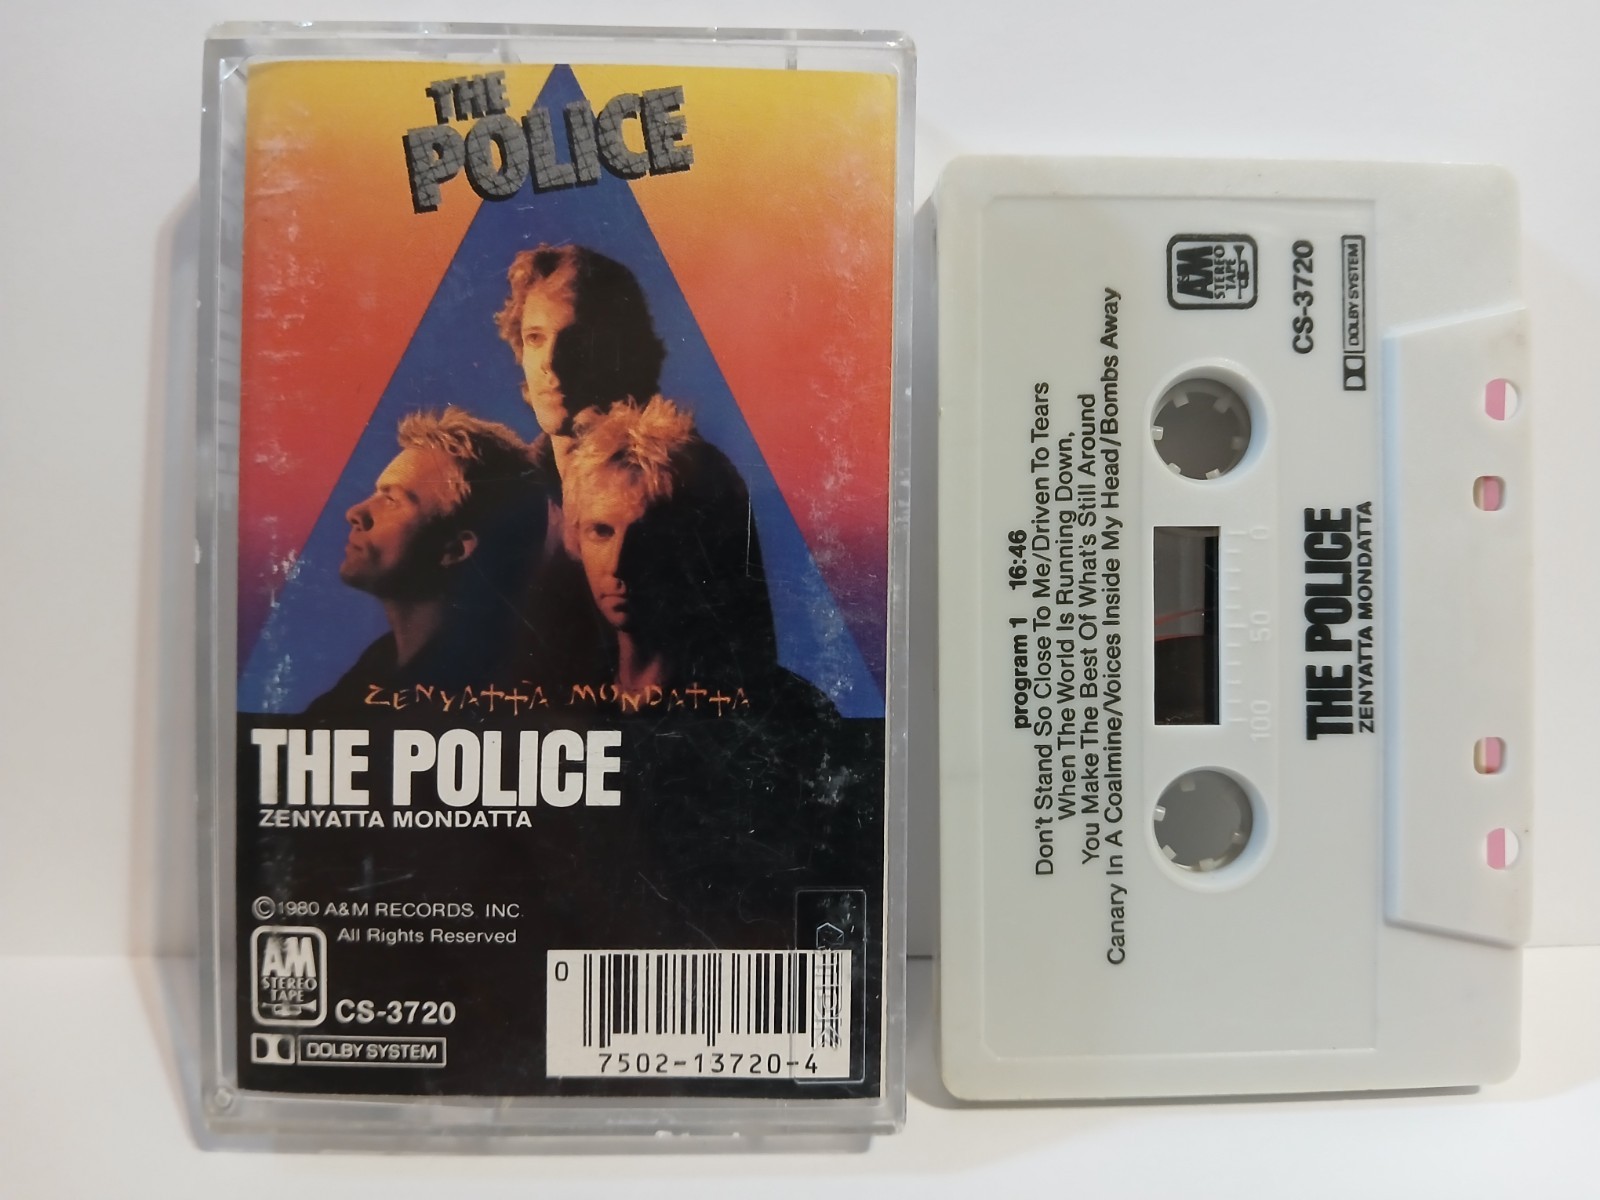 THE
POLICE
ZENYATTA MONDATTA
THE POLICE
ZENYATTA MONDATTA
©1980 A&M RECORDS, INC.
All Rights Reserved
A&M
STEREO
TAPE
CS-3720
DOLBY SYSTEM
0
7502-13720-4
program 1 16:46
Don't Stand So Close To Me/Driven To Tears
When The World Is Running Down,
You Make The Best Of What's Still Around
Canary In A Coalmine/Voices Inside My Head/Bombs Away
A&M
STEREO
TAPE
CS-3720
DOLBY SYSTEM
100 50 0
THE POLICE
ZENYATTA MONDATTA